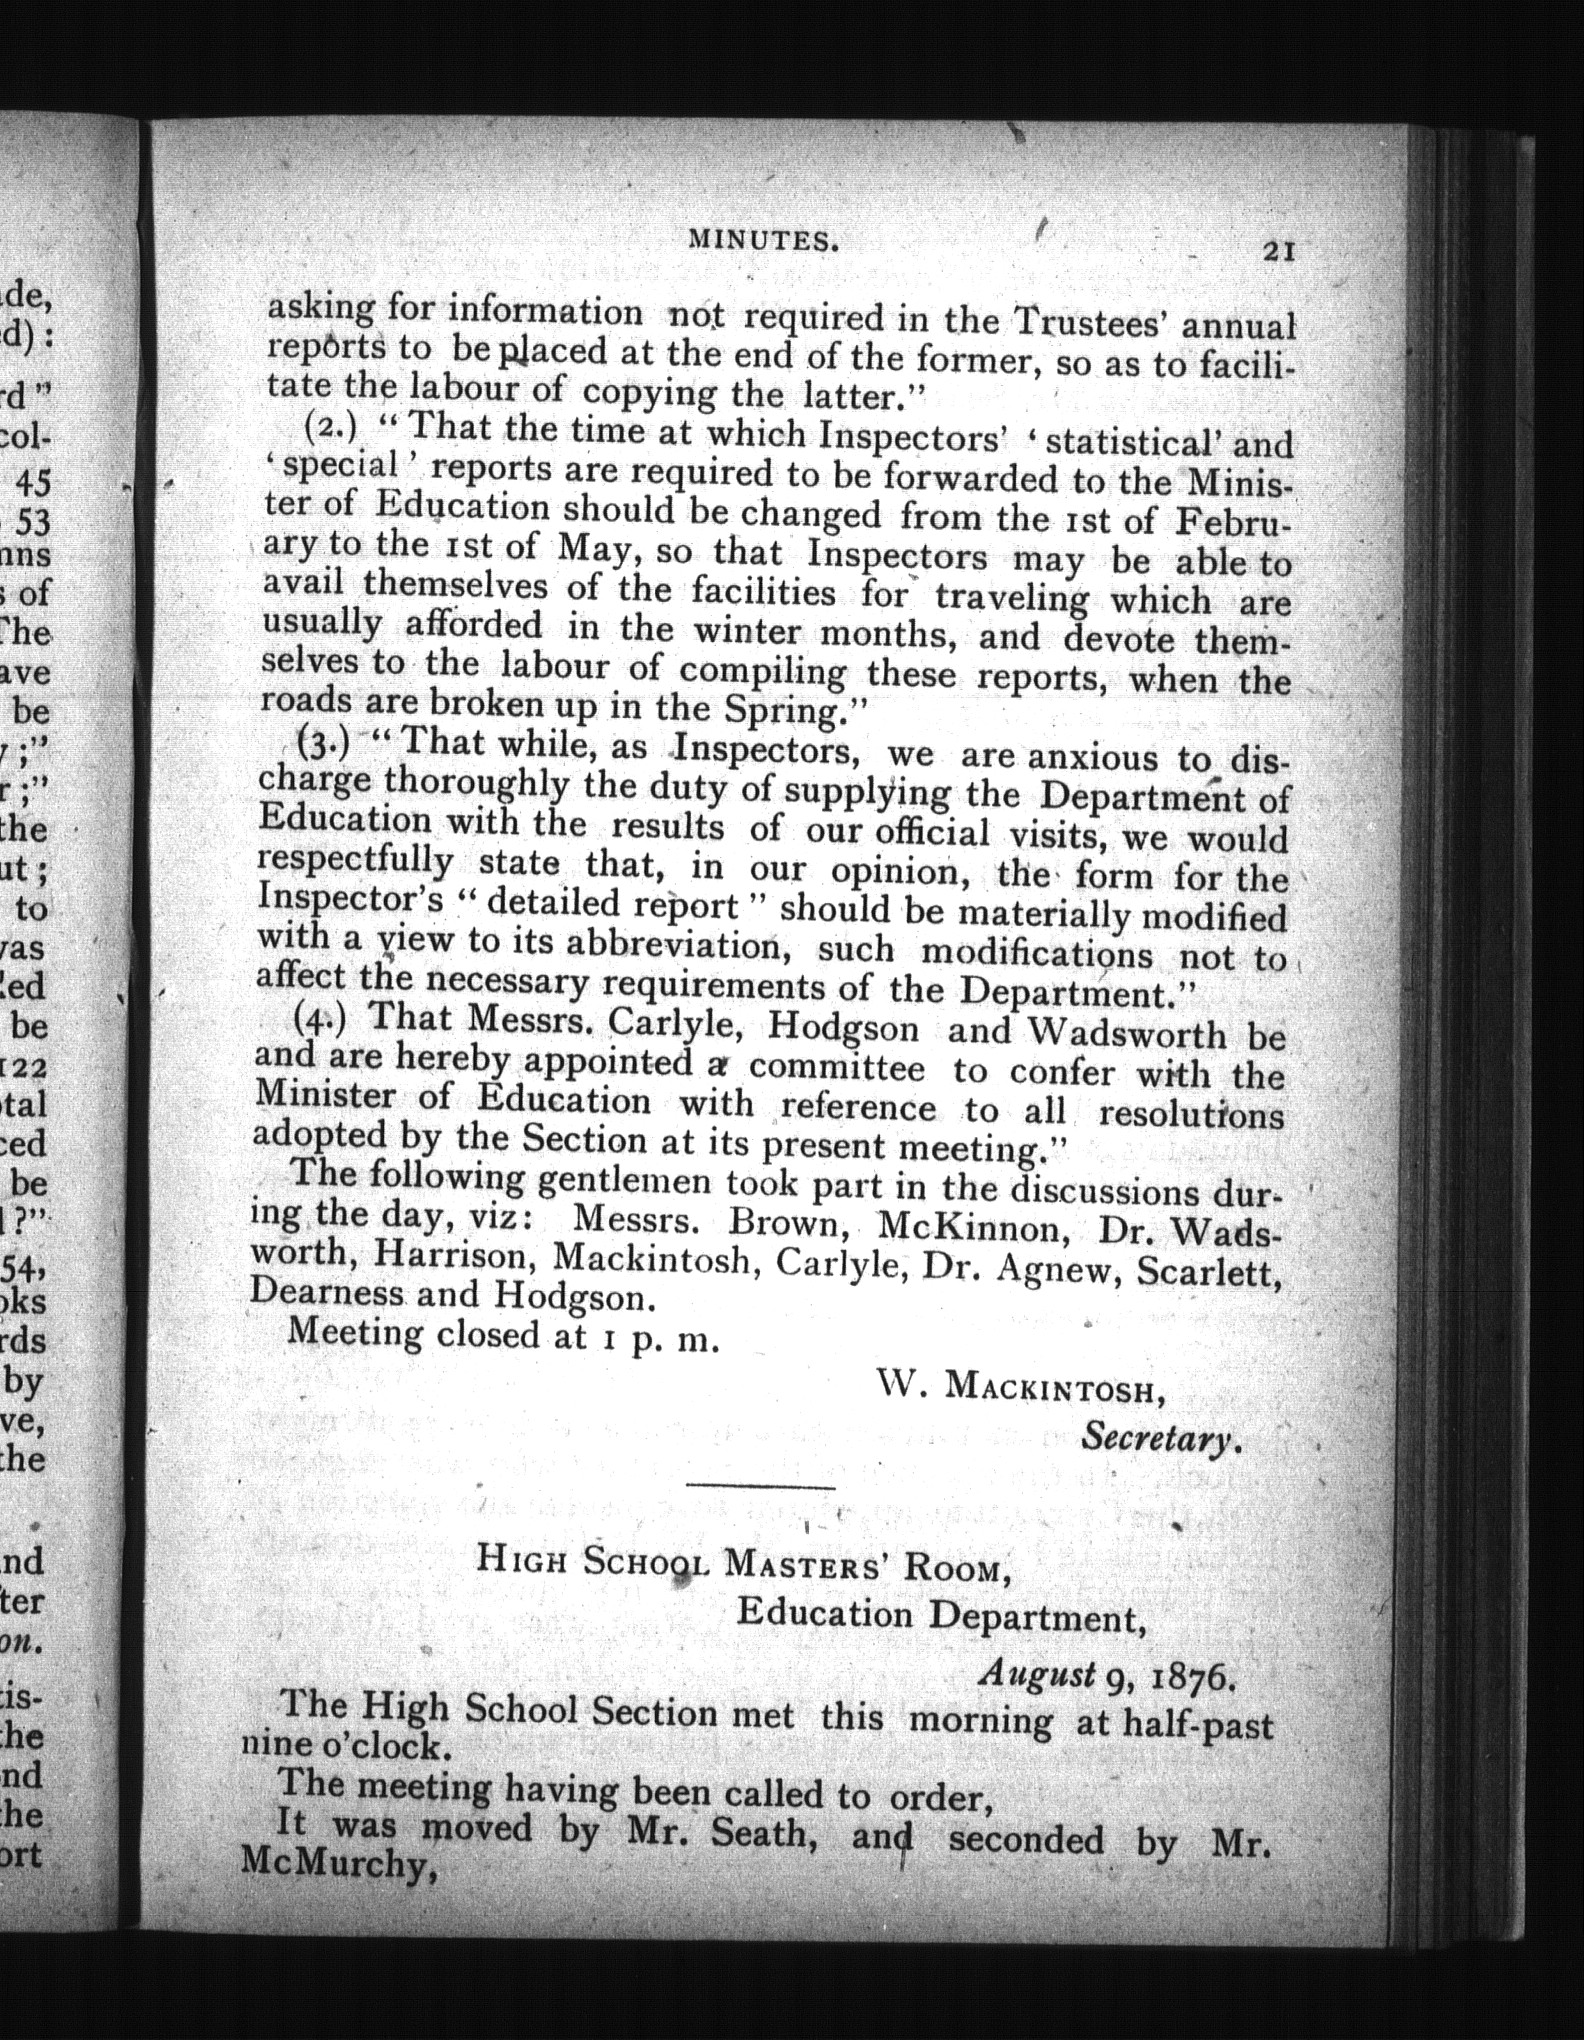 MINUTES.
21
asking for information not required in the Trustees' annual
reports to be placed at the end of the former, so as to facili-
tate the labour of copying the latter."
(2.) "That the time at which Inspectors' 'statistical' and
'special' reports are required to be forwarded to the Minis-
ter of Education should be changed from the 1st of Febru-
ary to the 1st of May, so that Inspectors may be able to
avail themselves of the facilities for traveling which are
usually afforded in the winter months, and devote them-
selves to the labour of compiling these reports, when the
roads are broken up in the Spring."
(3.) "That while, as Inspectors, we are anxious to dis-
charge thoroughly the duty of supplying the Department of
Education with the results of our official visits, we would
respectfully state that, in our opinion, the form for the
Inspector's "detailed report" should be materially modified
with a view to its abbreviation, such modifications not to
affect the necessary requirements of the Department."
(4.) That Messrs. Carlyle, Hodgson and Wadsworth be
and are hereby appointed a committee to confer with the
Minister of Education with reference to all resolutions
adopted by the Section at its present meeting."
The following gentlemen took part in the discussions dur-
ing the day, viz: Messrs. Brown, McKinnon, Dr. Wads-
worth, Harrison, Mackintosh, Carlyle, Dr. Agnew, Scarlett,
Dearness and Hodgson.
Meeting closed at 1 p. m.
W. MACKINTOSH,
Secretary.
HIGH SCHOOL MASTERS' ROOM,
Education Department,
August 9, 1876.
The High School Section met this morning at half-past
nine o'clock.
The meeting having been called to order,
It was moved by Mr. Seath, and seconded by Mr.
McMurchy,